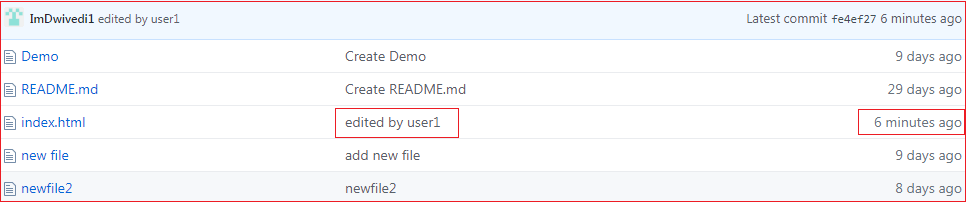 ImDwivedi1 edited by user1 Latest commit fe4ef27 6 minutes ago
Demo Create Demo 9 days ago
README.md Create README.md 29 days ago
index.html edited by user1 6 minutes ago
new file add new file 9 days ago
newfile2 newfile2 8 days ago